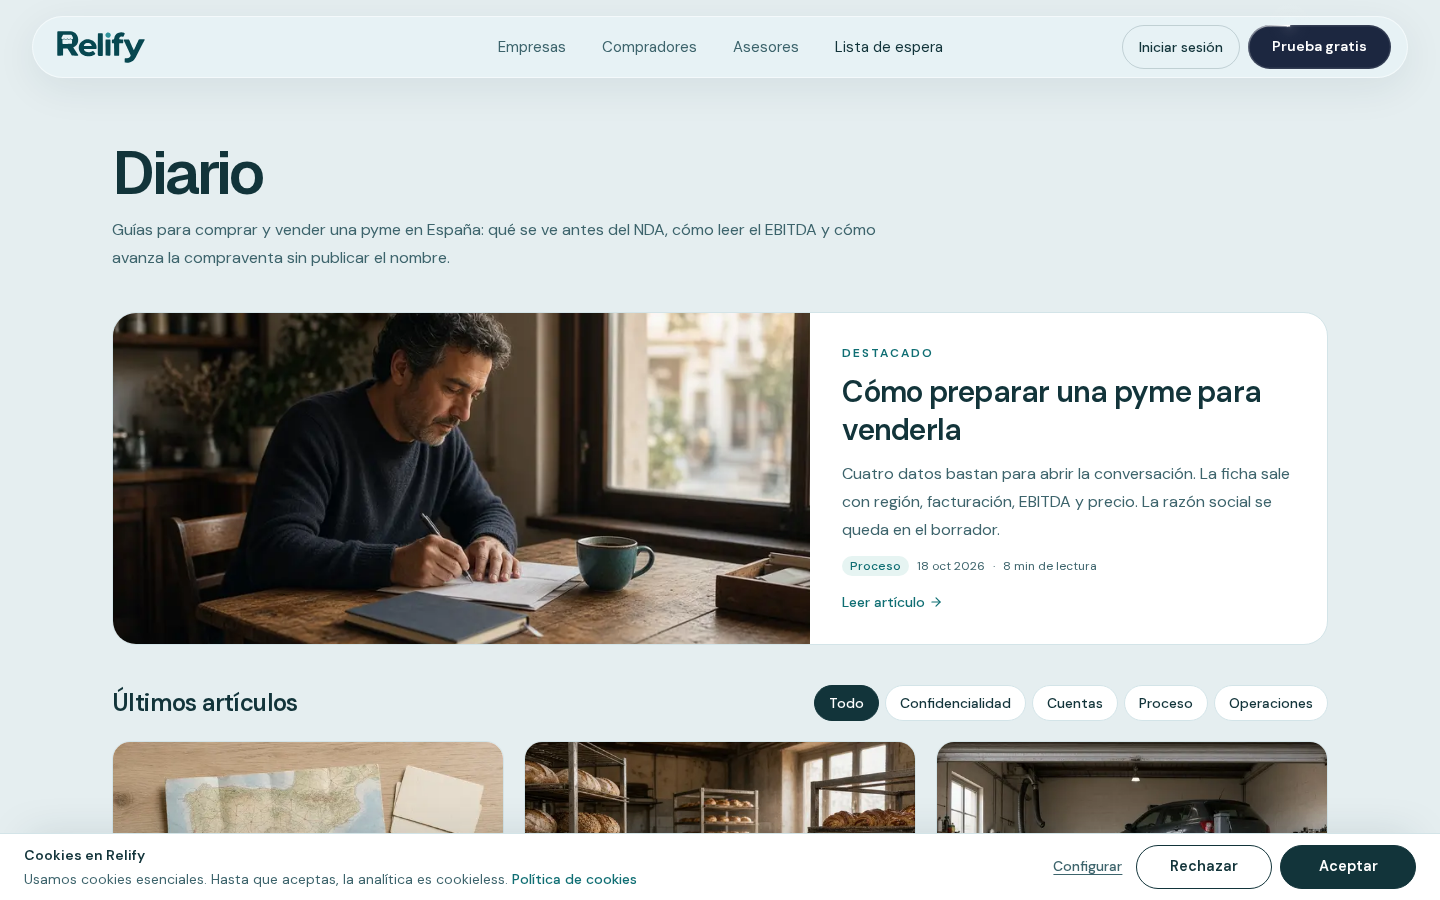 Relify
Empresas
Compradores
Asesores
Lista de espera
Iniciar sesión
Prueba gratis
Diario
Guías para comprar y vender una pyme en España: qué se ve antes del NDA, cómo leer el EBITDA y cómo
avanza la compraventa sin publicar el nombre.
DESTACADO
Cómo preparar una pyme para
venderla
Cuatro datos bastan para abrir la conversación. La ficha sale
con región, facturación, EBITDA y precio. La razón social se
queda en el borrador.
Proceso 18 oct 2026 · 8 min de lectura
Leer artículo →
Últimos artículos
Todo
Confidencialidad
Cuentas
Proceso
Operaciones
Cookies en Relify
Usamos cookies esenciales. Hasta que aceptas, la analítica es cookieless. Política de cookies
Configurar
Rechazar
Aceptar